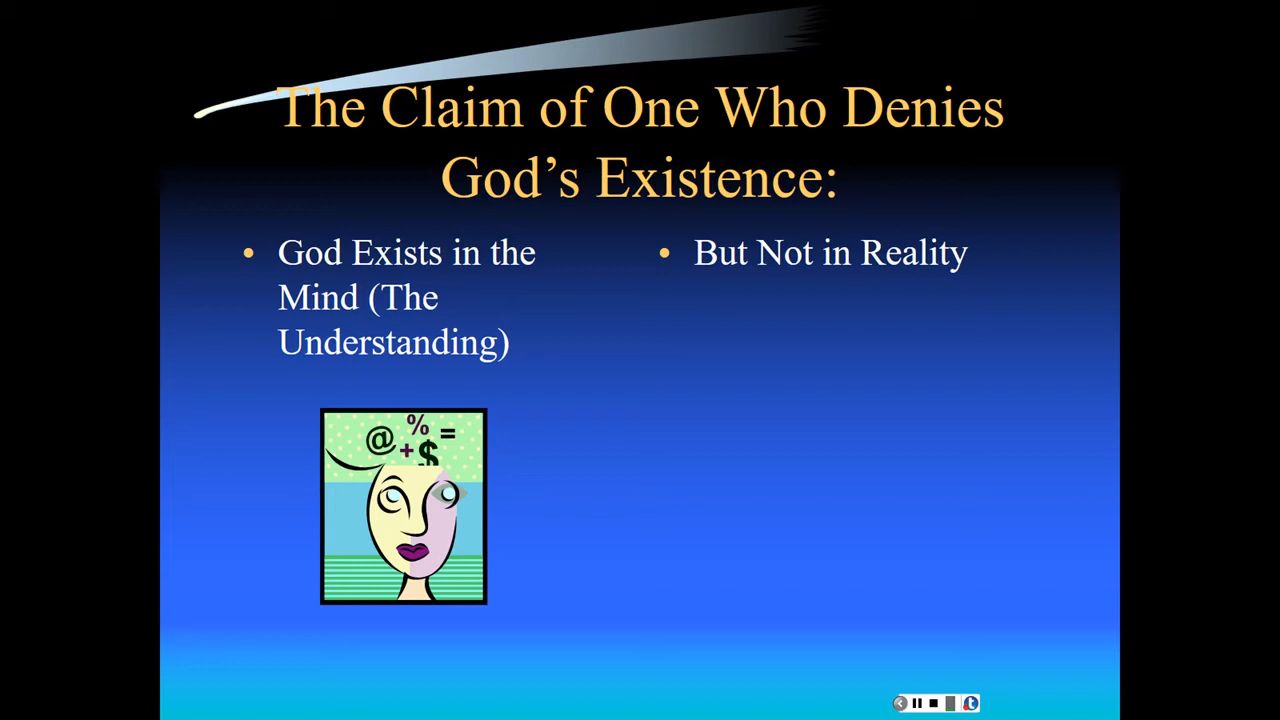 The Claim of One Who Denies
God’s Existence:
• God Exists in the
Mind (The
Understanding)
• But Not in Reality
@ % + $ =